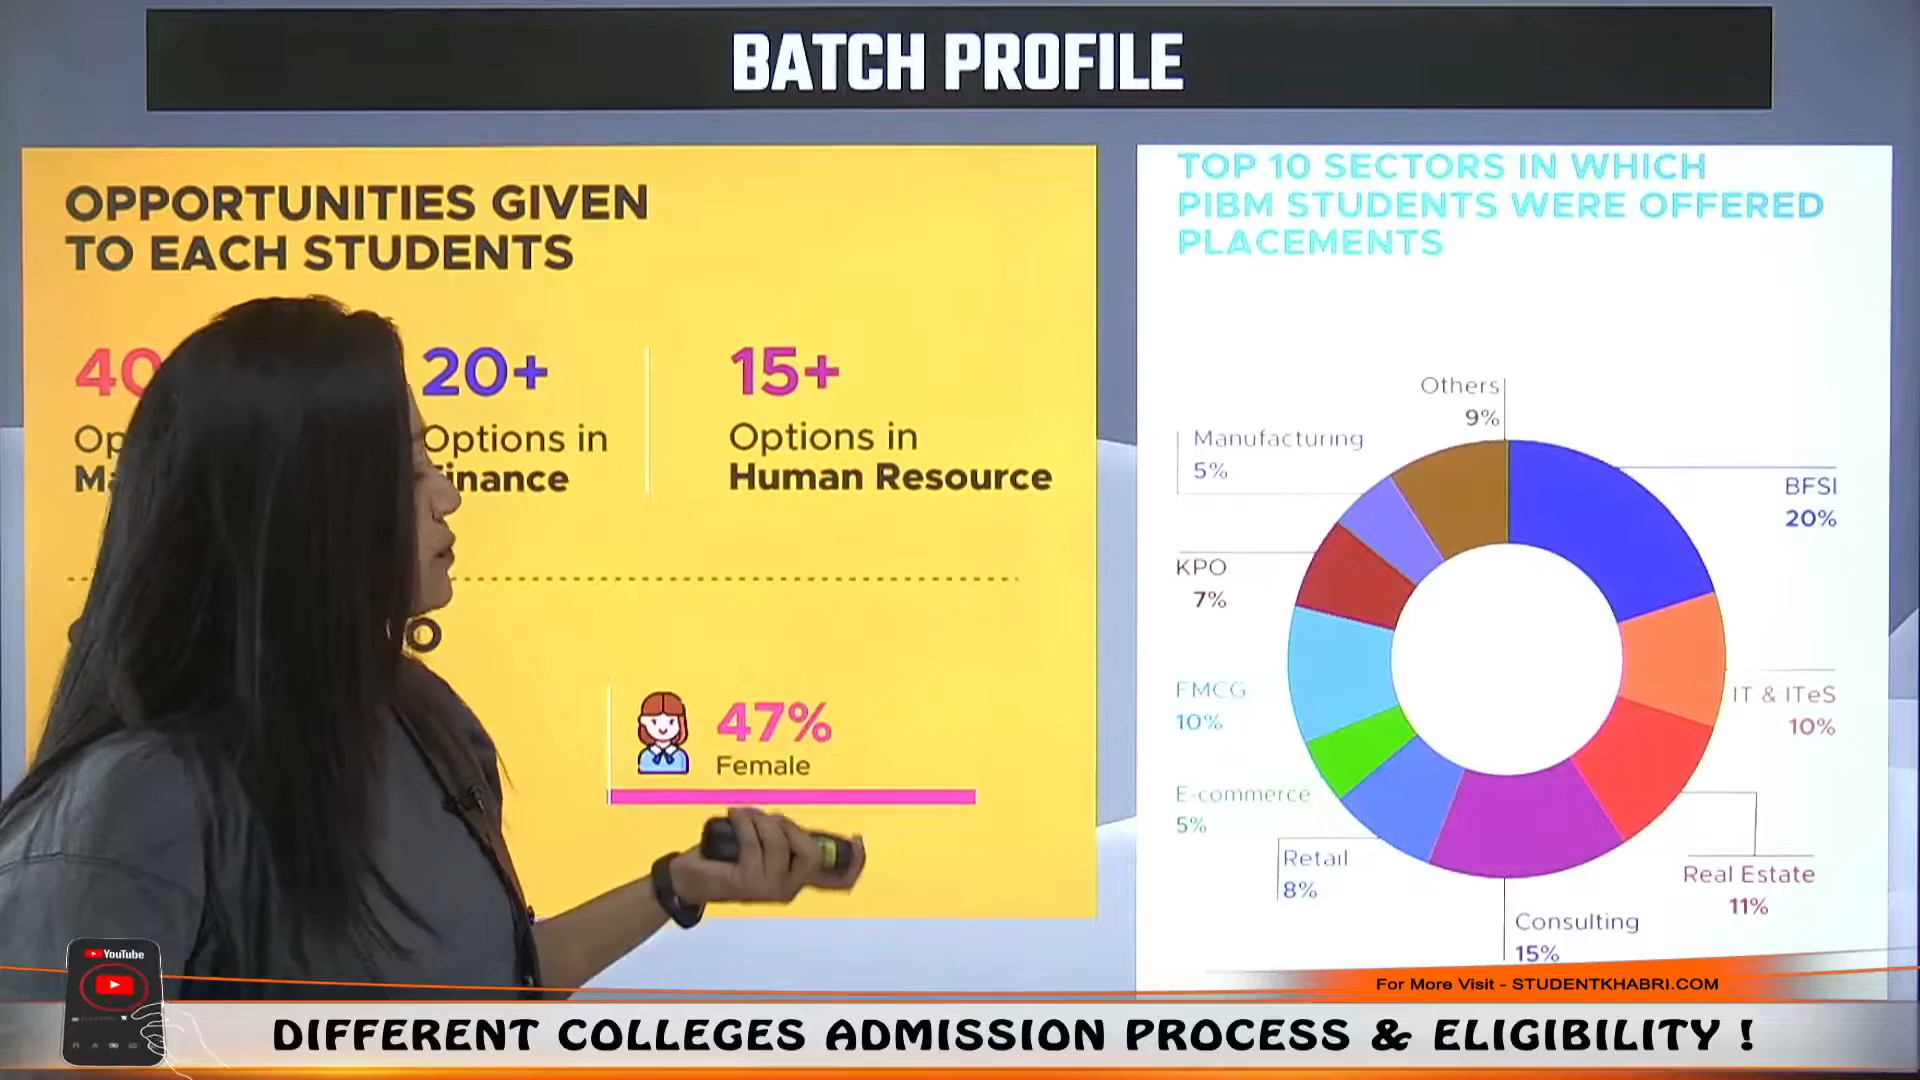 BATCH PROFILE
OPPORTUNITIES GIVEN
TO EACH STUDENTS
40
20+
Options in
Finance
15+
Options in
Human Resource
47%
Female
TOP 10 SECTORS IN WHICH
PIBM STUDENTS WERE OFFERED
PLACEMENTS
Others
9%
Manufacturing
5%
BFSI
20%
KPO
7%
FMCG
10%
IT & ITeS
10%
E-commerce
5%
Retail
8%
Real Estate
11%
Consulting
15%
YouTube
For More Visit - STUDENTKHABRI.COM
DIFFERENT COLLEGES ADMISSION PROCESS & ELIGIBILITY !